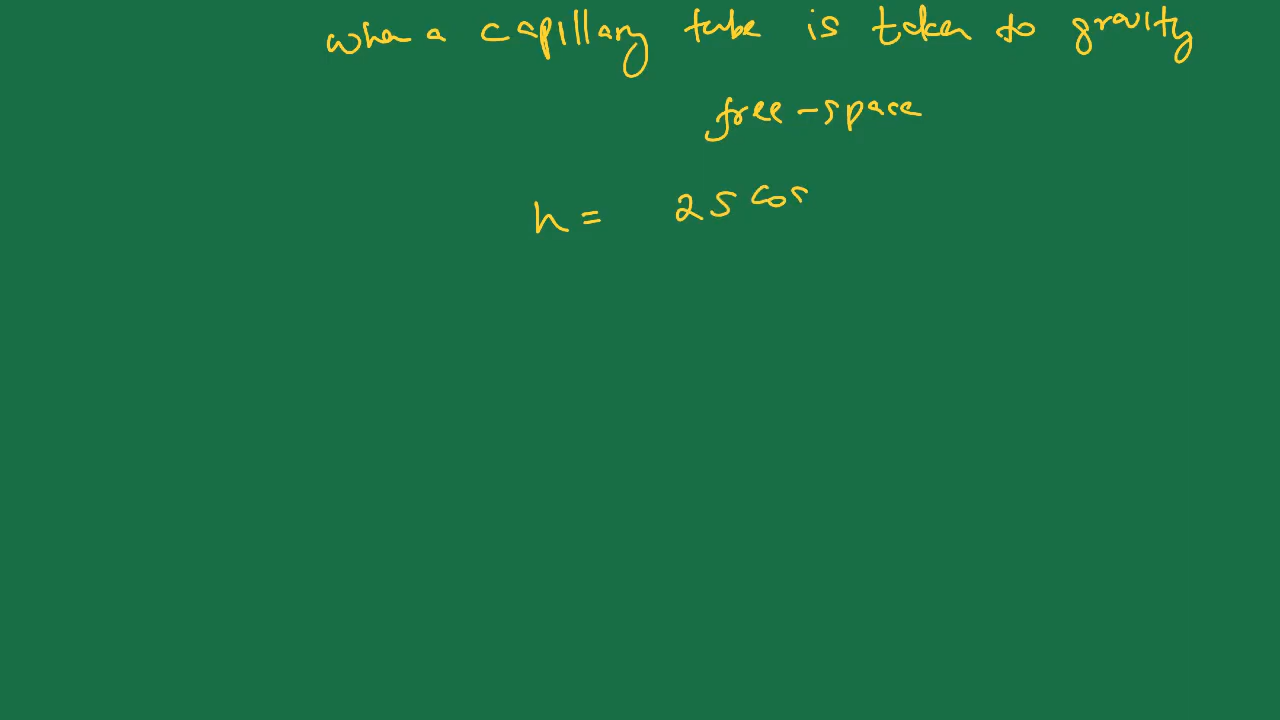 when a capillary tube is taken to gravity
free-space
h = 2S cos